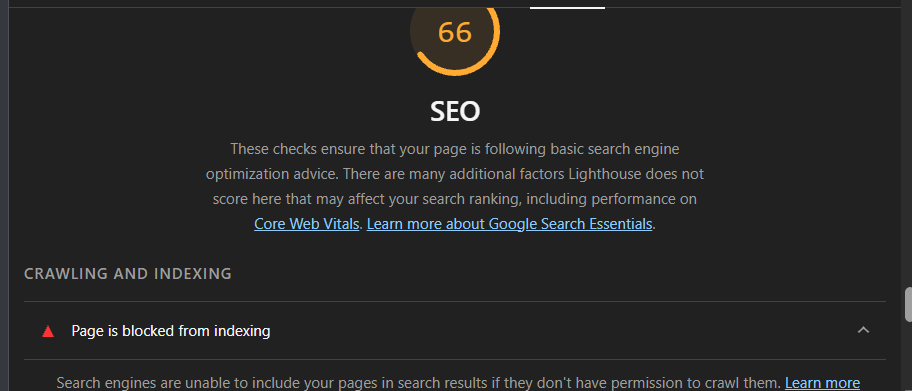 66
SEO
These checks ensure that your page is following basic search engine
optimization advice. There are many additional factors Lighthouse does not
score here that may affect your search ranking, including performance on
Core Web Vitals. Learn more about Google Search Essentials.
CRAWLING AND INDEXING
Page is blocked from indexing
Search engines are unable to include your pages in search results if they don't have permission to crawl them. Learn more